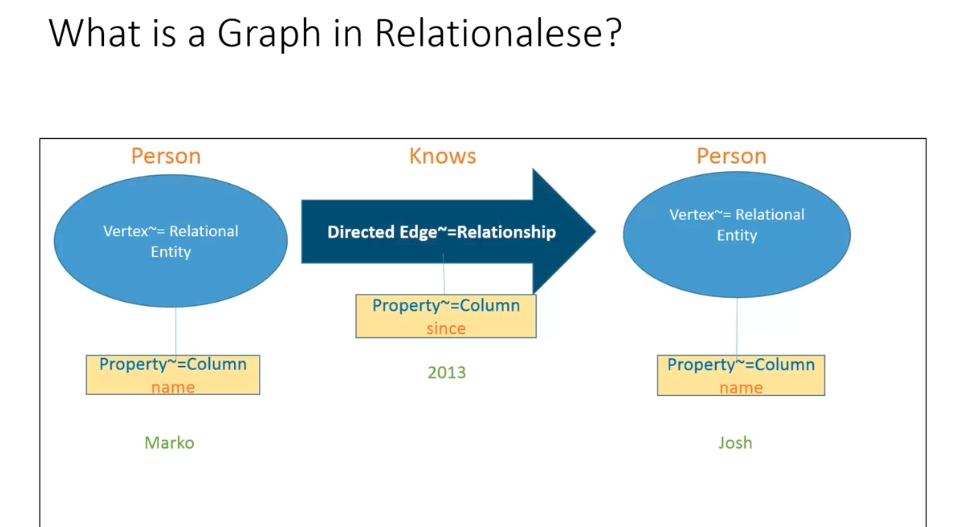 What is a Graph in Relationalese?
Person
Knows
Person
Vertex~= Relational
Entity
Directed Edge~=Relationship
Vertex~= Relational
Entity
Property~=Column
name
Property~=Column
since
Property~=Column
name
Marko
2013
Josh